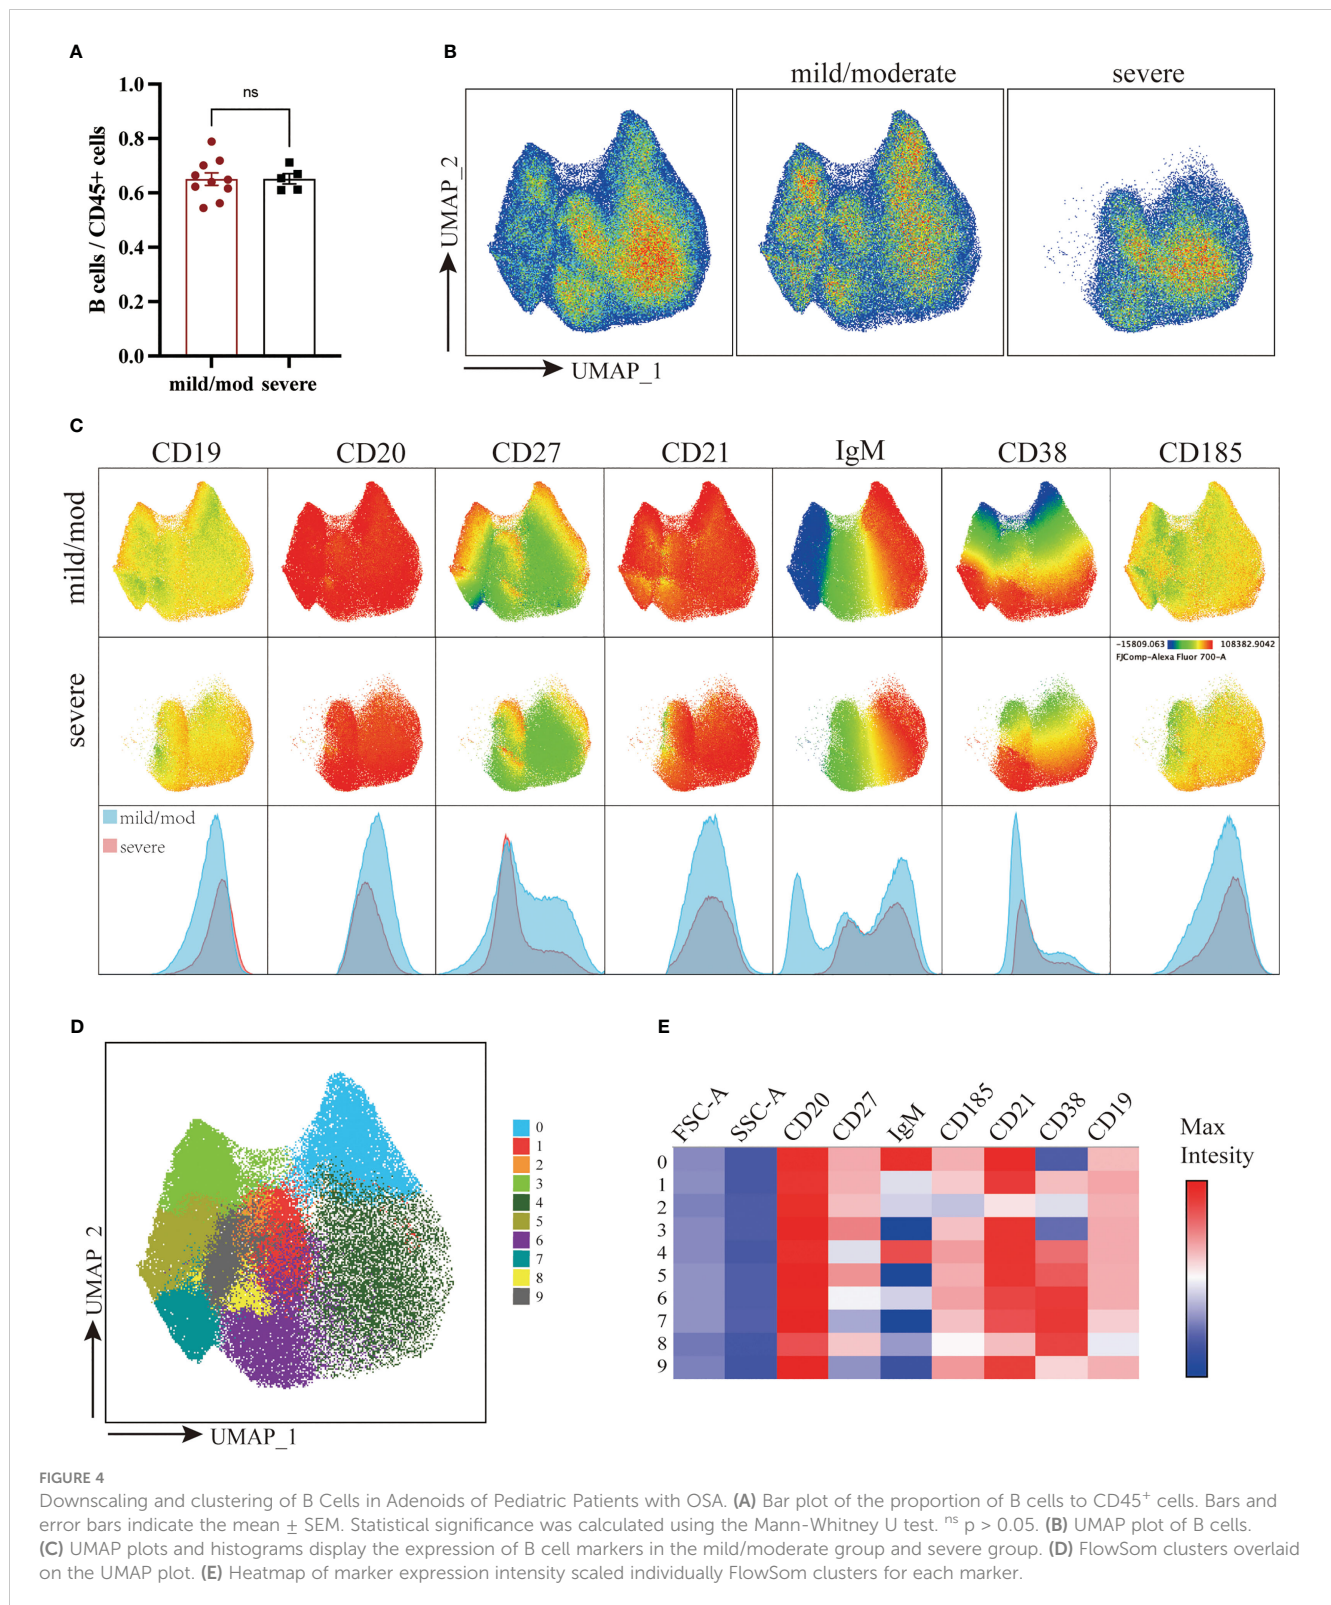 A
B
mild/moderate
severe
1.0
0.8
0.6
0.4
0.2
0.0
B cells / CD45+ cells
ns
mild/mod severe
UMAP_2
UMAP_1
C
CD19 CD20 CD27 CD21 IgM CD38 CD185
mild/mod
severe
-15809.063 108382.9042
FJComp-Alexa Fluor 700-A
mild/mod
severe
D
UMAP_2
UMAP_1
0
1
2
3
4
5
6
7
8
9
E
FSC-A SSC-A CD20 CD27 IgM CD185 CD21 CD38 CD19
0
1
2
3
4
5
6
7
8
9
Max
Intesity
FIGURE 4
Downscaling and clustering of B Cells in Adenoids of Pediatric Patients with OSA. (A) Bar plot of the proportion of B cells to CD45+ cells. Bars and
error bars indicate the mean ± SEM. Statistical significance was calculated using the Mann-Whitney U test. ns p > 0.05. (B) UMAP plot of B cells.
(C) UMAP plots and histograms display the expression of B cell markers in the mild/moderate group and severe group. (D) FlowSom clusters overlaid
on the UMAP plot. (E) Heatmap of marker expression intensity scaled individually FlowSom clusters for each marker.